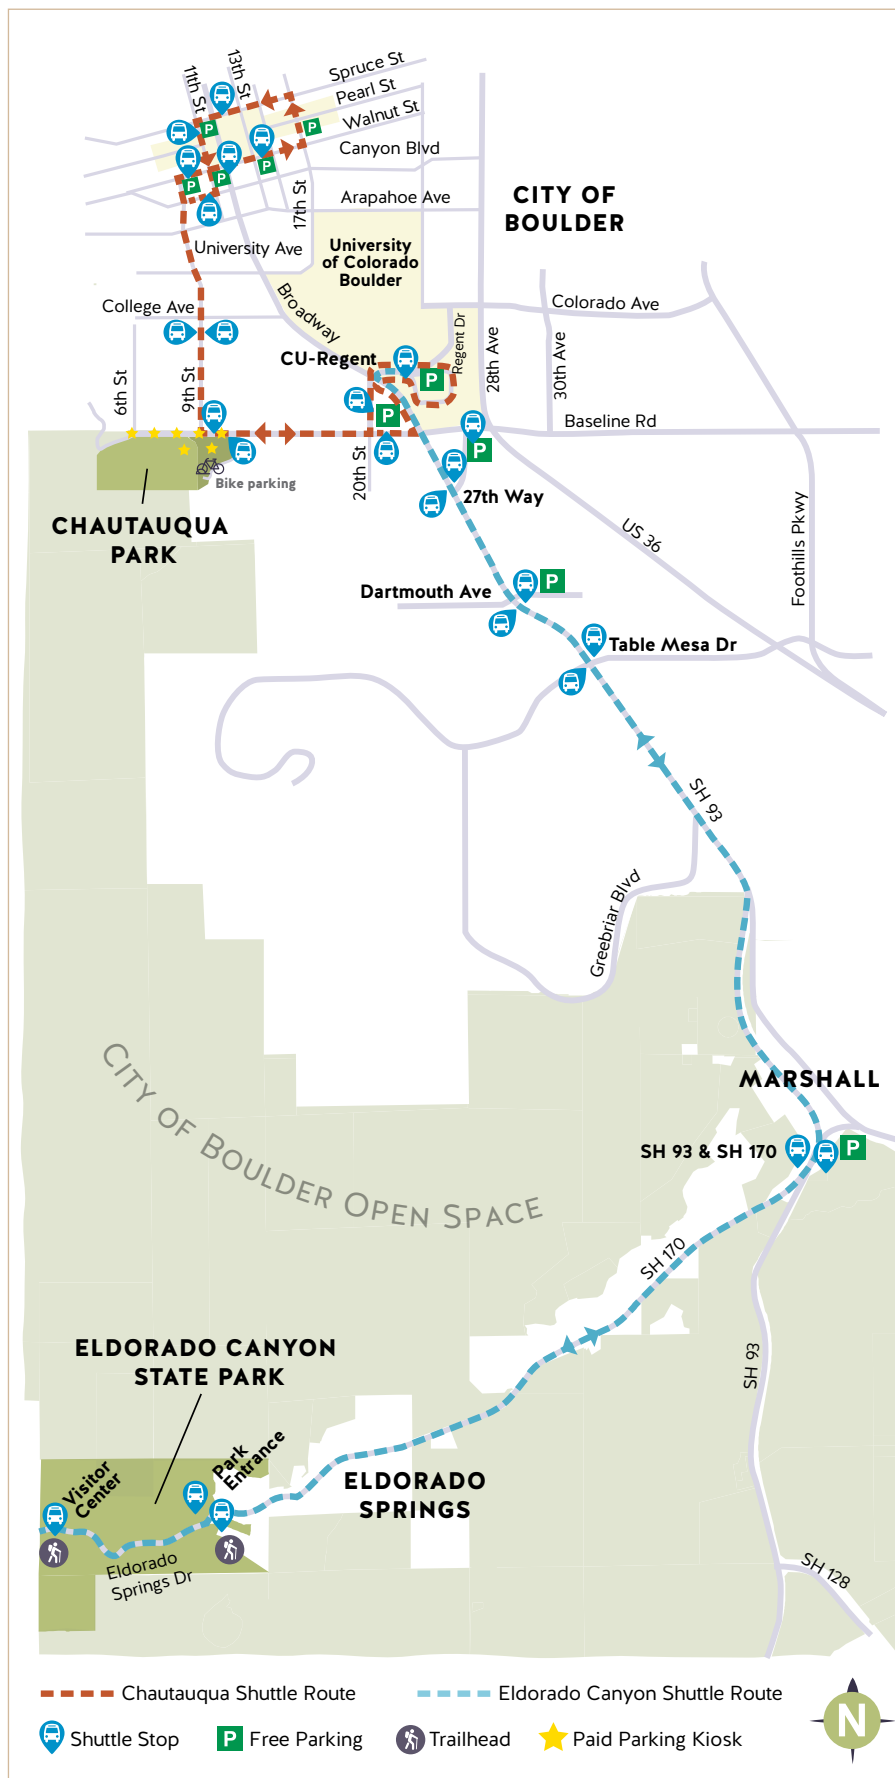 11th St
13th St
Spruce St
Pearl St
Walnut St
P
P
P
P
P
Canyon Blvd
17th St
Arapahoe Ave
CITY OF
BOULDER
University Ave
University
of Colorado
Boulder
Broadway
College Ave
Colorado Ave
Regent Dr
28th Ave
30th Ave
CU-Regent
6th St
9th St
P
P
Baseline Rd
20th St
P
Bike parking
27th Way
CHAUTAUQUA
PARK
US 36
Foothills Pkwy
Dartmouth Ave
P
Table Mesa Dr
SH 93
Greebriar Blvd
CITY OF BOULDER OPEN SPACE
MARSHALL
SH 93 & SH 170
P
SH 170
ELDORADO CANYON
STATE PARK
SH 93
Visitor
Center
Park
Entrance
ELDORADO
SPRINGS
Eldorado
Springs Dr
SH 128
Chautauqua Shuttle Route
Eldorado Canyon Shuttle Route
Shuttle Stop
P Free Parking
Trailhead
Paid Parking Kiosk
N